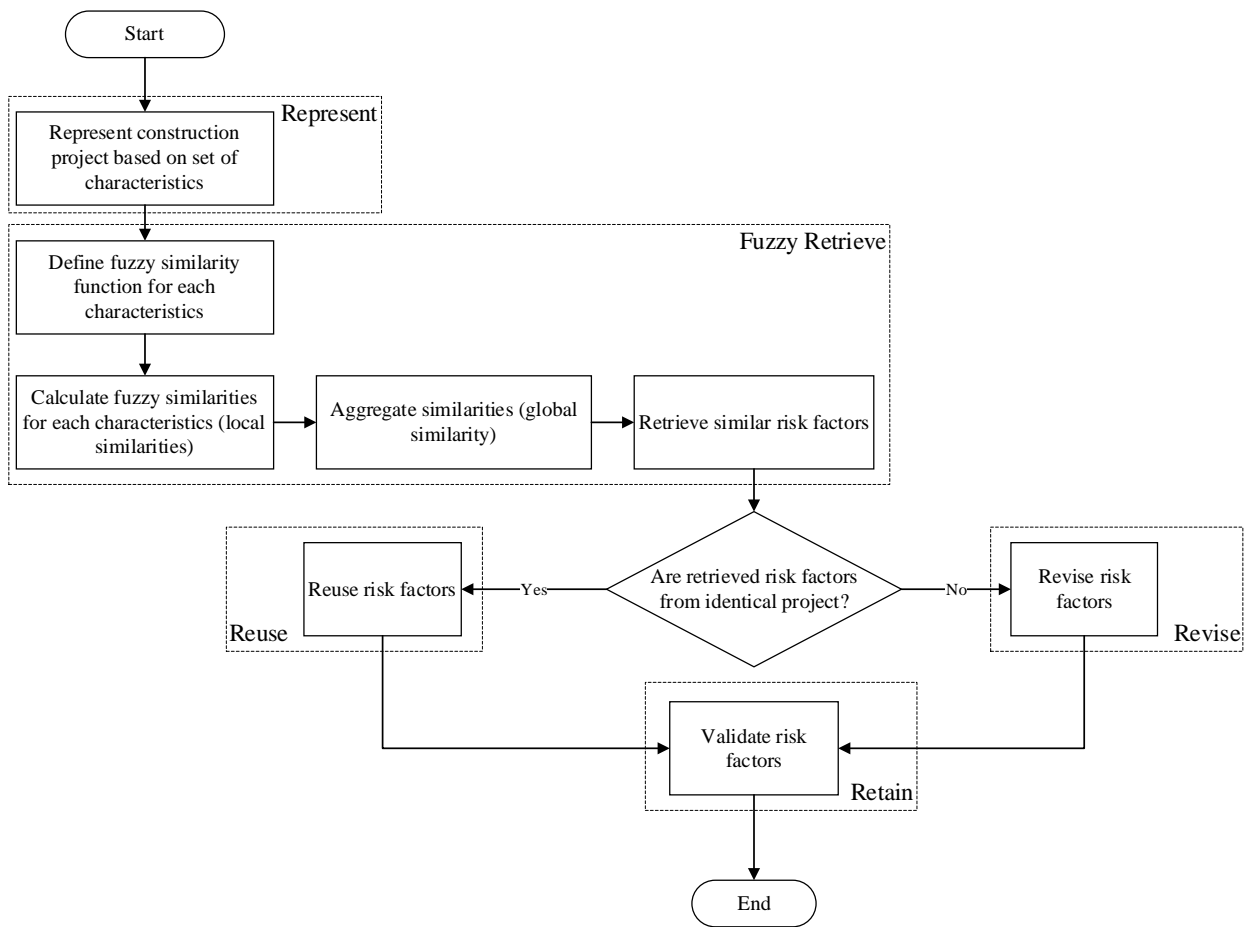 Start
Represent
Represent construction
project based on set of
characteristics
Fuzzy Retrieve
Define fuzzy similarity
function for each
characteristics
Calculate fuzzy similarities
for each characteristics (local
similarities)
Aggregate similarities (global
similarity)
Retrieve similar risk factors
Are retrieved risk factors
from identical project?
Yes
No
Reuse risk factors
Reuse
Revise risk
factors
Revise
Validate risk
factors
Retain
End